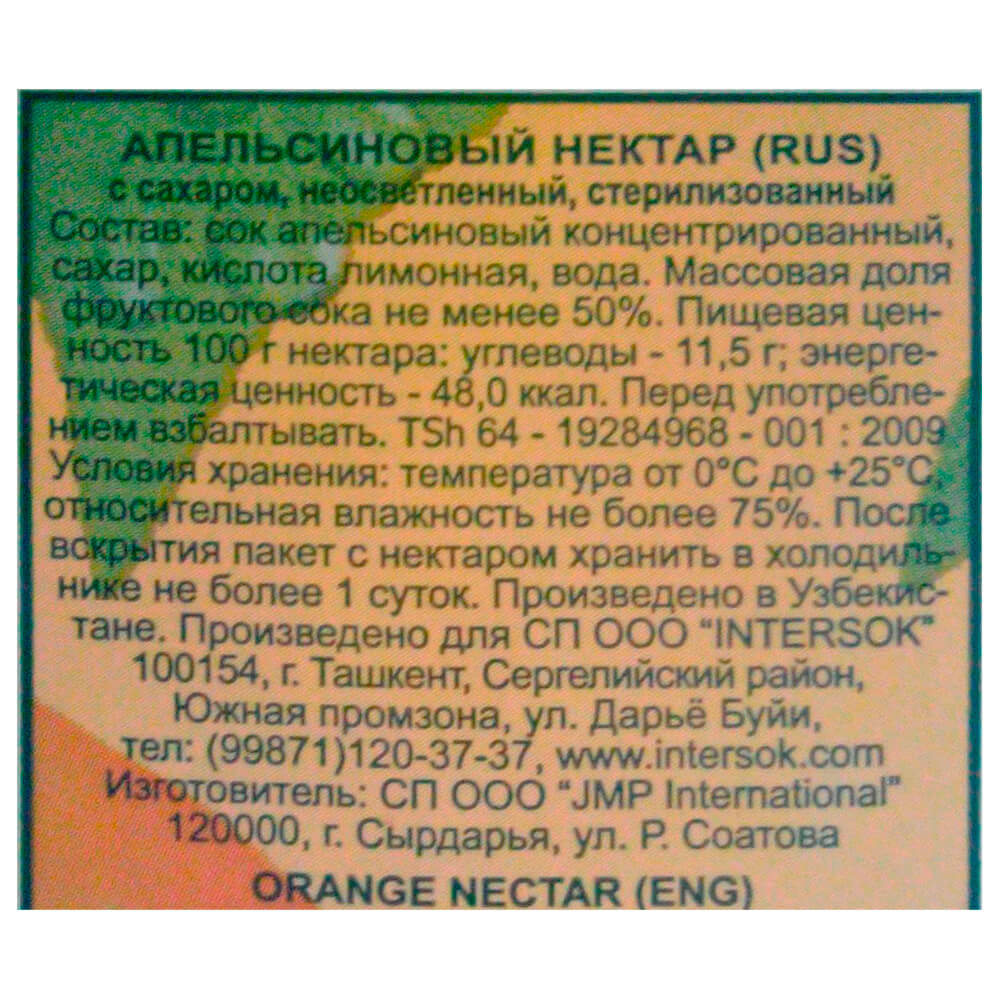 АПЕЛЬСИНОВЫЙ НЕКТАР (RUS)
с сахаром, неосветленный, стерилизованный
Состав: сок апельсиновый концентрированный,
сахар, кислота лимонная, вода. Массовая доля
фруктового сока не менее 50%. Пищевая цен-
ность 100 г нектара: углеводы - 11,5 г; энерге-
тическая ценность - 48,0 ккал. Перед употребле-
нием взбалтывать. TSh 64 - 19284968 - 001 : 2009
Условия хранения: температура от 0°С до +25°С,
относительная влажность не более 75%. После
вскрытия пакет с нектаром хранить в холодиль-
нике не более 1 суток. Произведено в Узбекис-
тане. Произведено для СП ООО “INTERSOK”
100154, г. Ташкент, Сергелийский район,
Южная промзона, ул. Дарьё Буйи,
тел: (99871)120-37-37, www.intersok.com
Изготовитель: СП ООО “JMP International”
120000, г. Сырдарья, ул. Р. Соатова
ORANGE NECTAR (ENG)